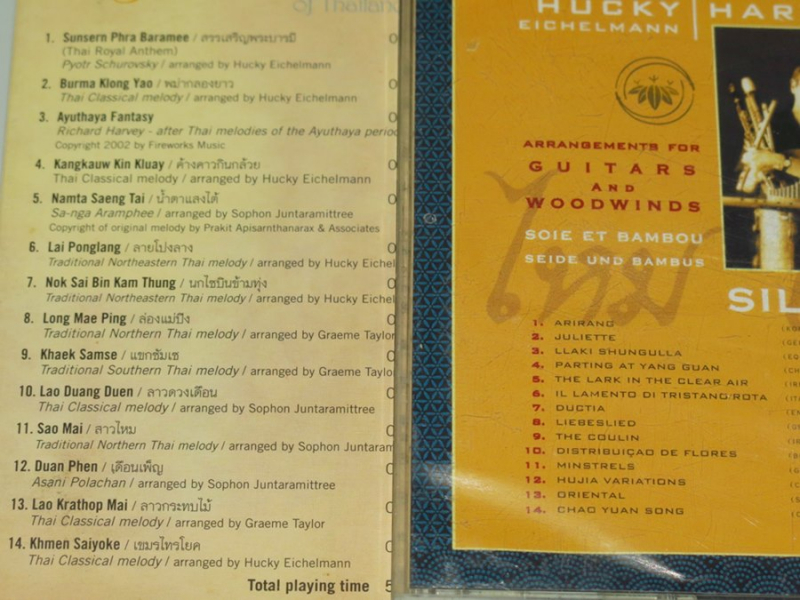 of Thailand
1. Sunsern Phra Baramee / สรรเสริญพระบารมี
(Thai Royal Anthem)
Pyotr Schurovsky / arranged by Hucky Eichelmann
2. Burma Klong Yao / พม่ากลองยาว
Thai Classical melody / arranged by Hucky Eichelmann
3. Ayuthaya Fantasy
Richard Harvey - after Thai melodies of the Ayuthaya perio
Copyright 2002 by Fireworks Music
4. Kangkauw Kin Kluay / ค้างคาวกินกล้วย
Thai Classical melody / arranged by Hucky Eichelmann
5. Namta Saeng Tai / น้ำตาแสงไต้
Sa-nga Aramphee / arranged by Sophon Juntaramittree
Copyright of original melody by Prakit Apisarnthanarax & Associates
6. Lai Ponglang / ลายโปงลาง
Traditional Northeastern Thai melody / arranged by Hucky Eichel
7. Nok Sai Bin Kam Thung / นกไซบินข้ามทุ่ง
Traditional Northeastern Thai melody / arranged by Hucky Eichel
8. Long Mae Ping / ล่องแม่ปิง
Traditional Northern Thai melody / arranged by Graeme Taylor
9. Khaek Samse / แขกซัมเซ
Traditional Southern Thai melody / arranged by Graeme Taylo
10. Lao Duang Duen / ลาวดวงเดือน
Thai Classical melody / arranged by Sophon Juntaramittree
11. Sao Mai / สาวไหม
Traditional Northern Thai melody / arranged by Sophon Juntaram
12. Duan Phen / เดือนเพ็ญ
Asani Polachan / arranged by Sophon Juntaramittree
13. Lao Krathop Mai / ลาวกระทบไม้
Thai Classical melody / arranged by Graeme Taylor
14. Khmen Saiyoke / เขมรไทรโยค
Thai Classical melody / arranged by Hucky Eichelmann
Total playing time 5
HUCKY HAR
EICHELMANN
ARRANGEMENTS FOR
GUITARS
AND
WOODWINDS
SOIE ET BAMBOU
SEIDE UND BAMBUS
ไหม
SIL
1. ARIRANG
2. JULIETTE
3. LLAKI SHUNGULLA
4. PARTING AT YANG GUAN
5. THE LARK IN THE CLEAR AIR
6. IL LAMENTO DI TRISTANO/ROTA
7. DUCTIA
8. LIEBESLIED
9. THE COULIN
10. DISTRIBUIÇAO DE FLORES
11. MINSTRELS
12. HUJIA VARIATIONS
13. ORIENTAL
14. CHAO YUAN SONG